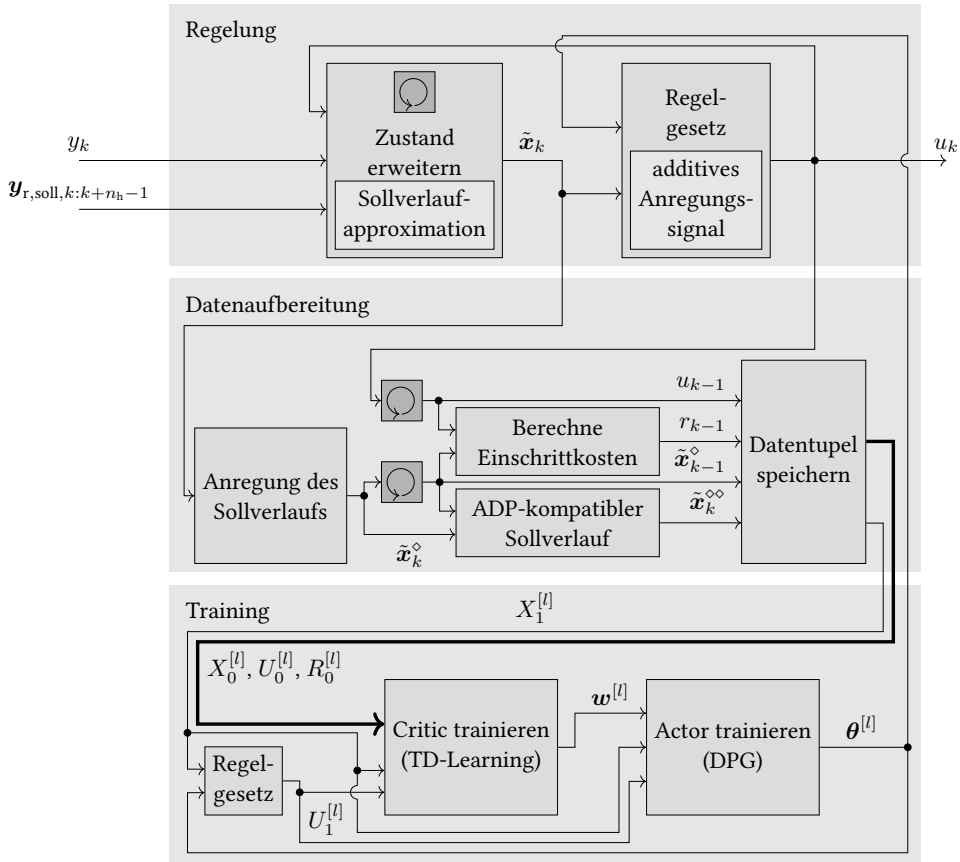 Regelung
Zustand
erweitern
Sollverlauf-
approximation
Regel-
gesetz
additives
Anregungs-
signal
y_k
y_{r,soll,k:k+n_h−1}
x̃_k
u_k
Datenaufbereitung
Anregung des
Sollverlaufs
x̃_k^◇
Berechne
Einschrittkosten
ADP-kompatibler
Sollverlauf
u_{k−1}
r_{k−1}
x̃_{k−1}^◇
x̃_k^{◇◇}
Datentupel
speichern
Training
X_1^{[l]}
X_0^{[l]}, U_0^{[l]}, R_0^{[l]}
Regel-
gesetz
U_1^{[l]}
Critic trainieren
(TD-Learning)
w^{[l]}
Actor trainieren
(DPG)
θ^{[l]}